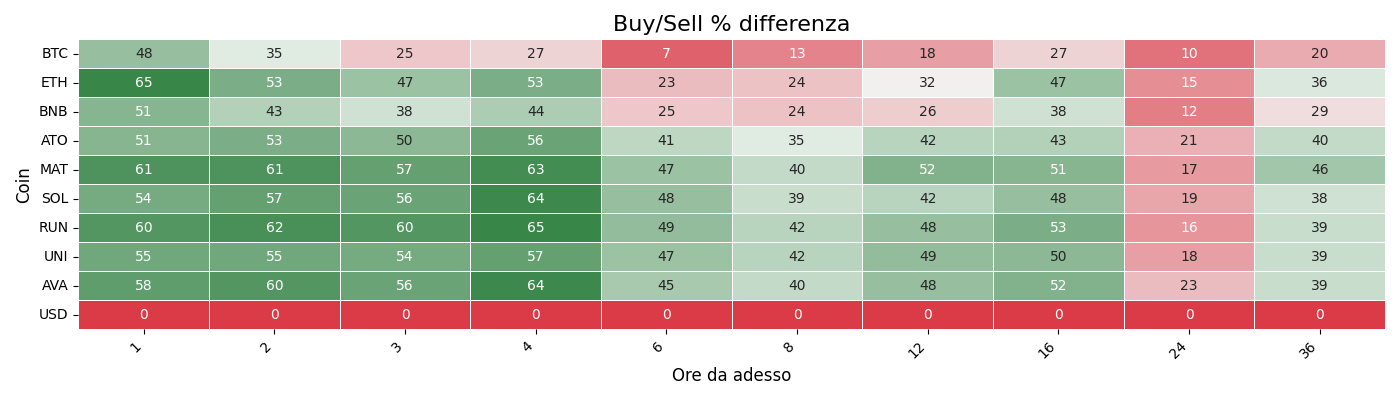 Buy/Sell % differenza
Coin
BTC 48 35 25 27 7 13 18 27 10 20
ETH 65 53 47 53 23 24 32 47 15 36
BNB 51 43 38 44 25 24 26 38 12 29
ATO 51 53 50 56 41 35 42 43 21 40
MAT 61 61 57 63 47 40 52 51 17 46
SOL 54 57 56 64 48 39 42 48 19 38
RUN 60 62 60 65 49 42 48 53 16 39
UNI 55 55 54 57 47 42 49 50 18 39
AVA 58 60 56 64 45 40 48 52 23 39
USD 0 0 0 0 0 0 0 0 0 0
1 2 3 4 6 8 12 16 24 36
Ore da adesso